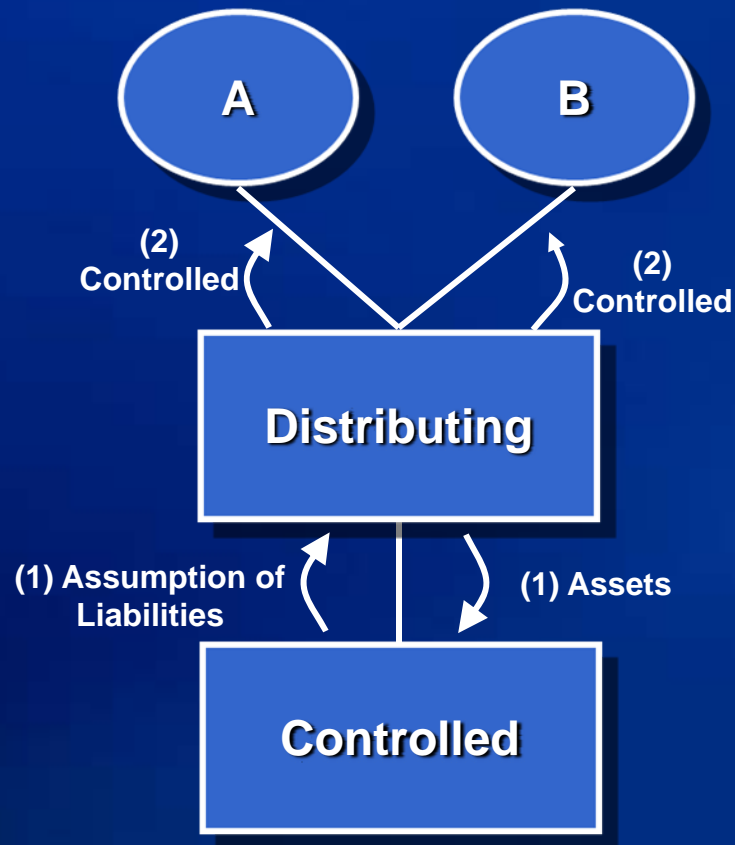 A
B
(2)
Controlled
(2)
Controlled
Distributing
(1) Assumption of
Liabilities
(1) Assets
Controlled